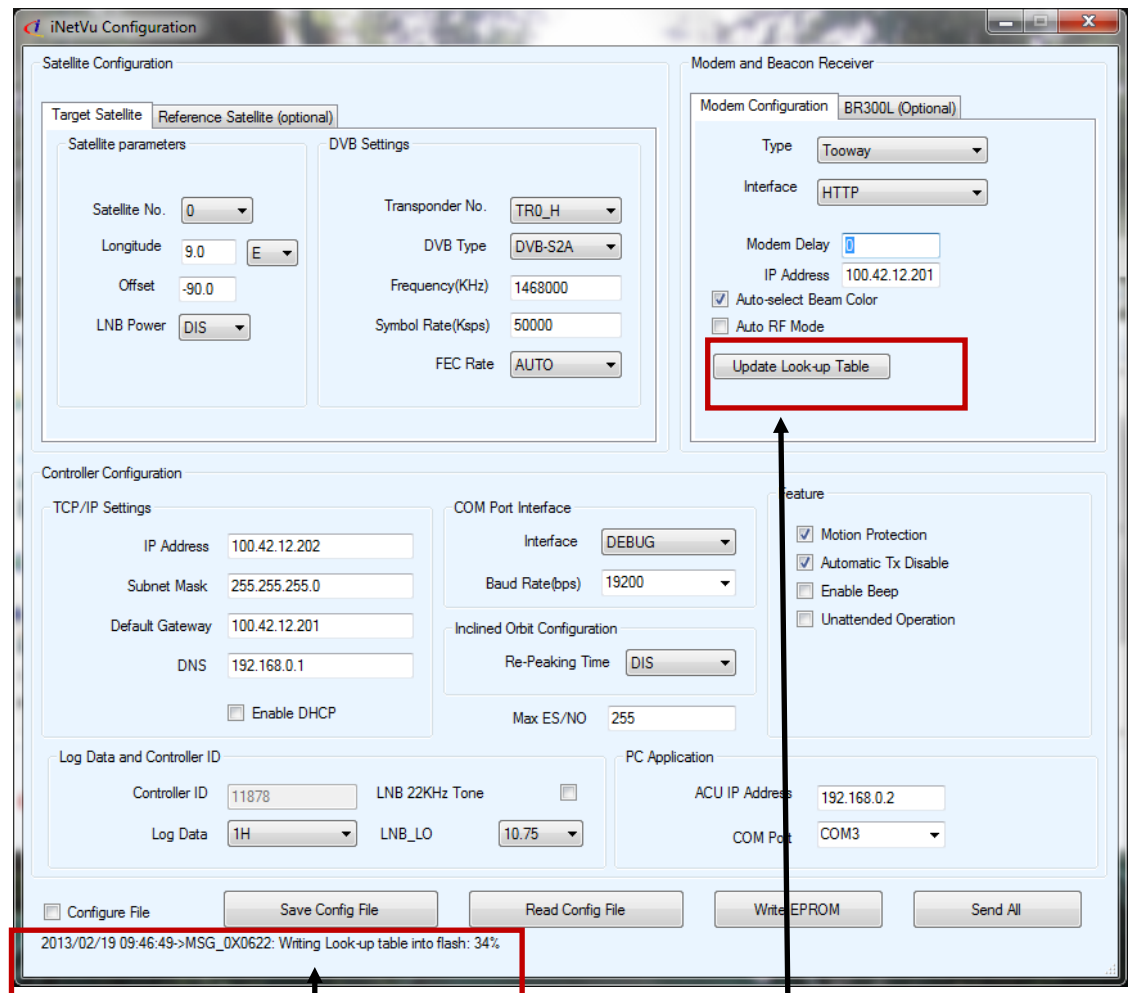 iNetVu Configuration
Satellite Configuration
Target Satellite Reference Satellite (optional)
Satellite parameters
Satellite No. 0
Longitude 9.0 E
Offset -90.0
LNB Power DIS
DVB Settings
Transponder No. TR0_H
DVB Type DVB-S2A
Frequency(KHz) 1468000
Symbol Rate(Ksps) 50000
FEC Rate AUTO
Modem and Beacon Receiver
Modem Configuration BR300L (Optional)
Type Tooway
Interface HTTP
Modem Delay 0
IP Address 100.42.12.201
Auto-select Beam Color
Auto RF Mode
Update Look-up Table
Controller Configuration
TCP/IP Settings
IP Address 100.42.12.202
Subnet Mask 255.255.255.0
Default Gateway 100.42.12.201
DNS 192.168.0.1
Enable DHCP
COM Port Interface
Interface DEBUG
Baud Rate(bps) 19200
Inclined Orbit Configuration
Re-Peaking Time DIS
Max ES/NO 255
Feature
Motion Protection
Automatic Tx Disable
Enable Beep
Unattended Operation
Log Data and Controller ID
Controller ID 11878 LNB 22KHz Tone
Log Data 1H LNB_LO 10.75
PC Application
ACU IP Address 192.168.0.2
COM Port COM3
Configure File Save Config File Read Config File Write EPROM Send All
2013/02/19 09:46:49->MSG_0X0622: Writing Look-up table into flash: 34%